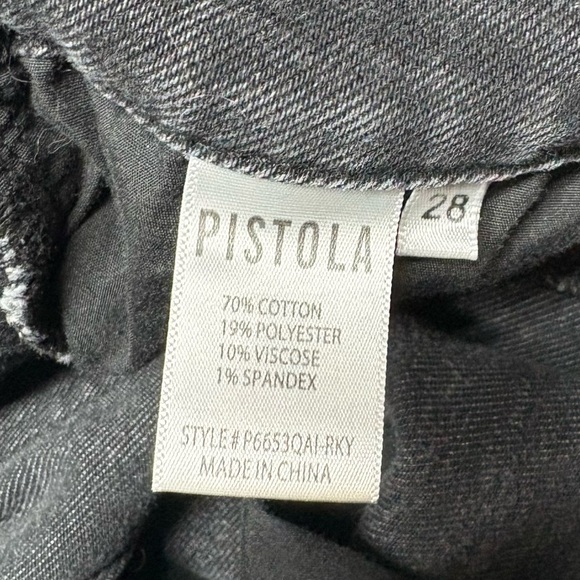 PISTOLA
28
70% COTTON
19% POLYESTER
10% VISCOSE
1% SPANDEX
STYLE # P6653QAI-RKY
MADE IN CHINA